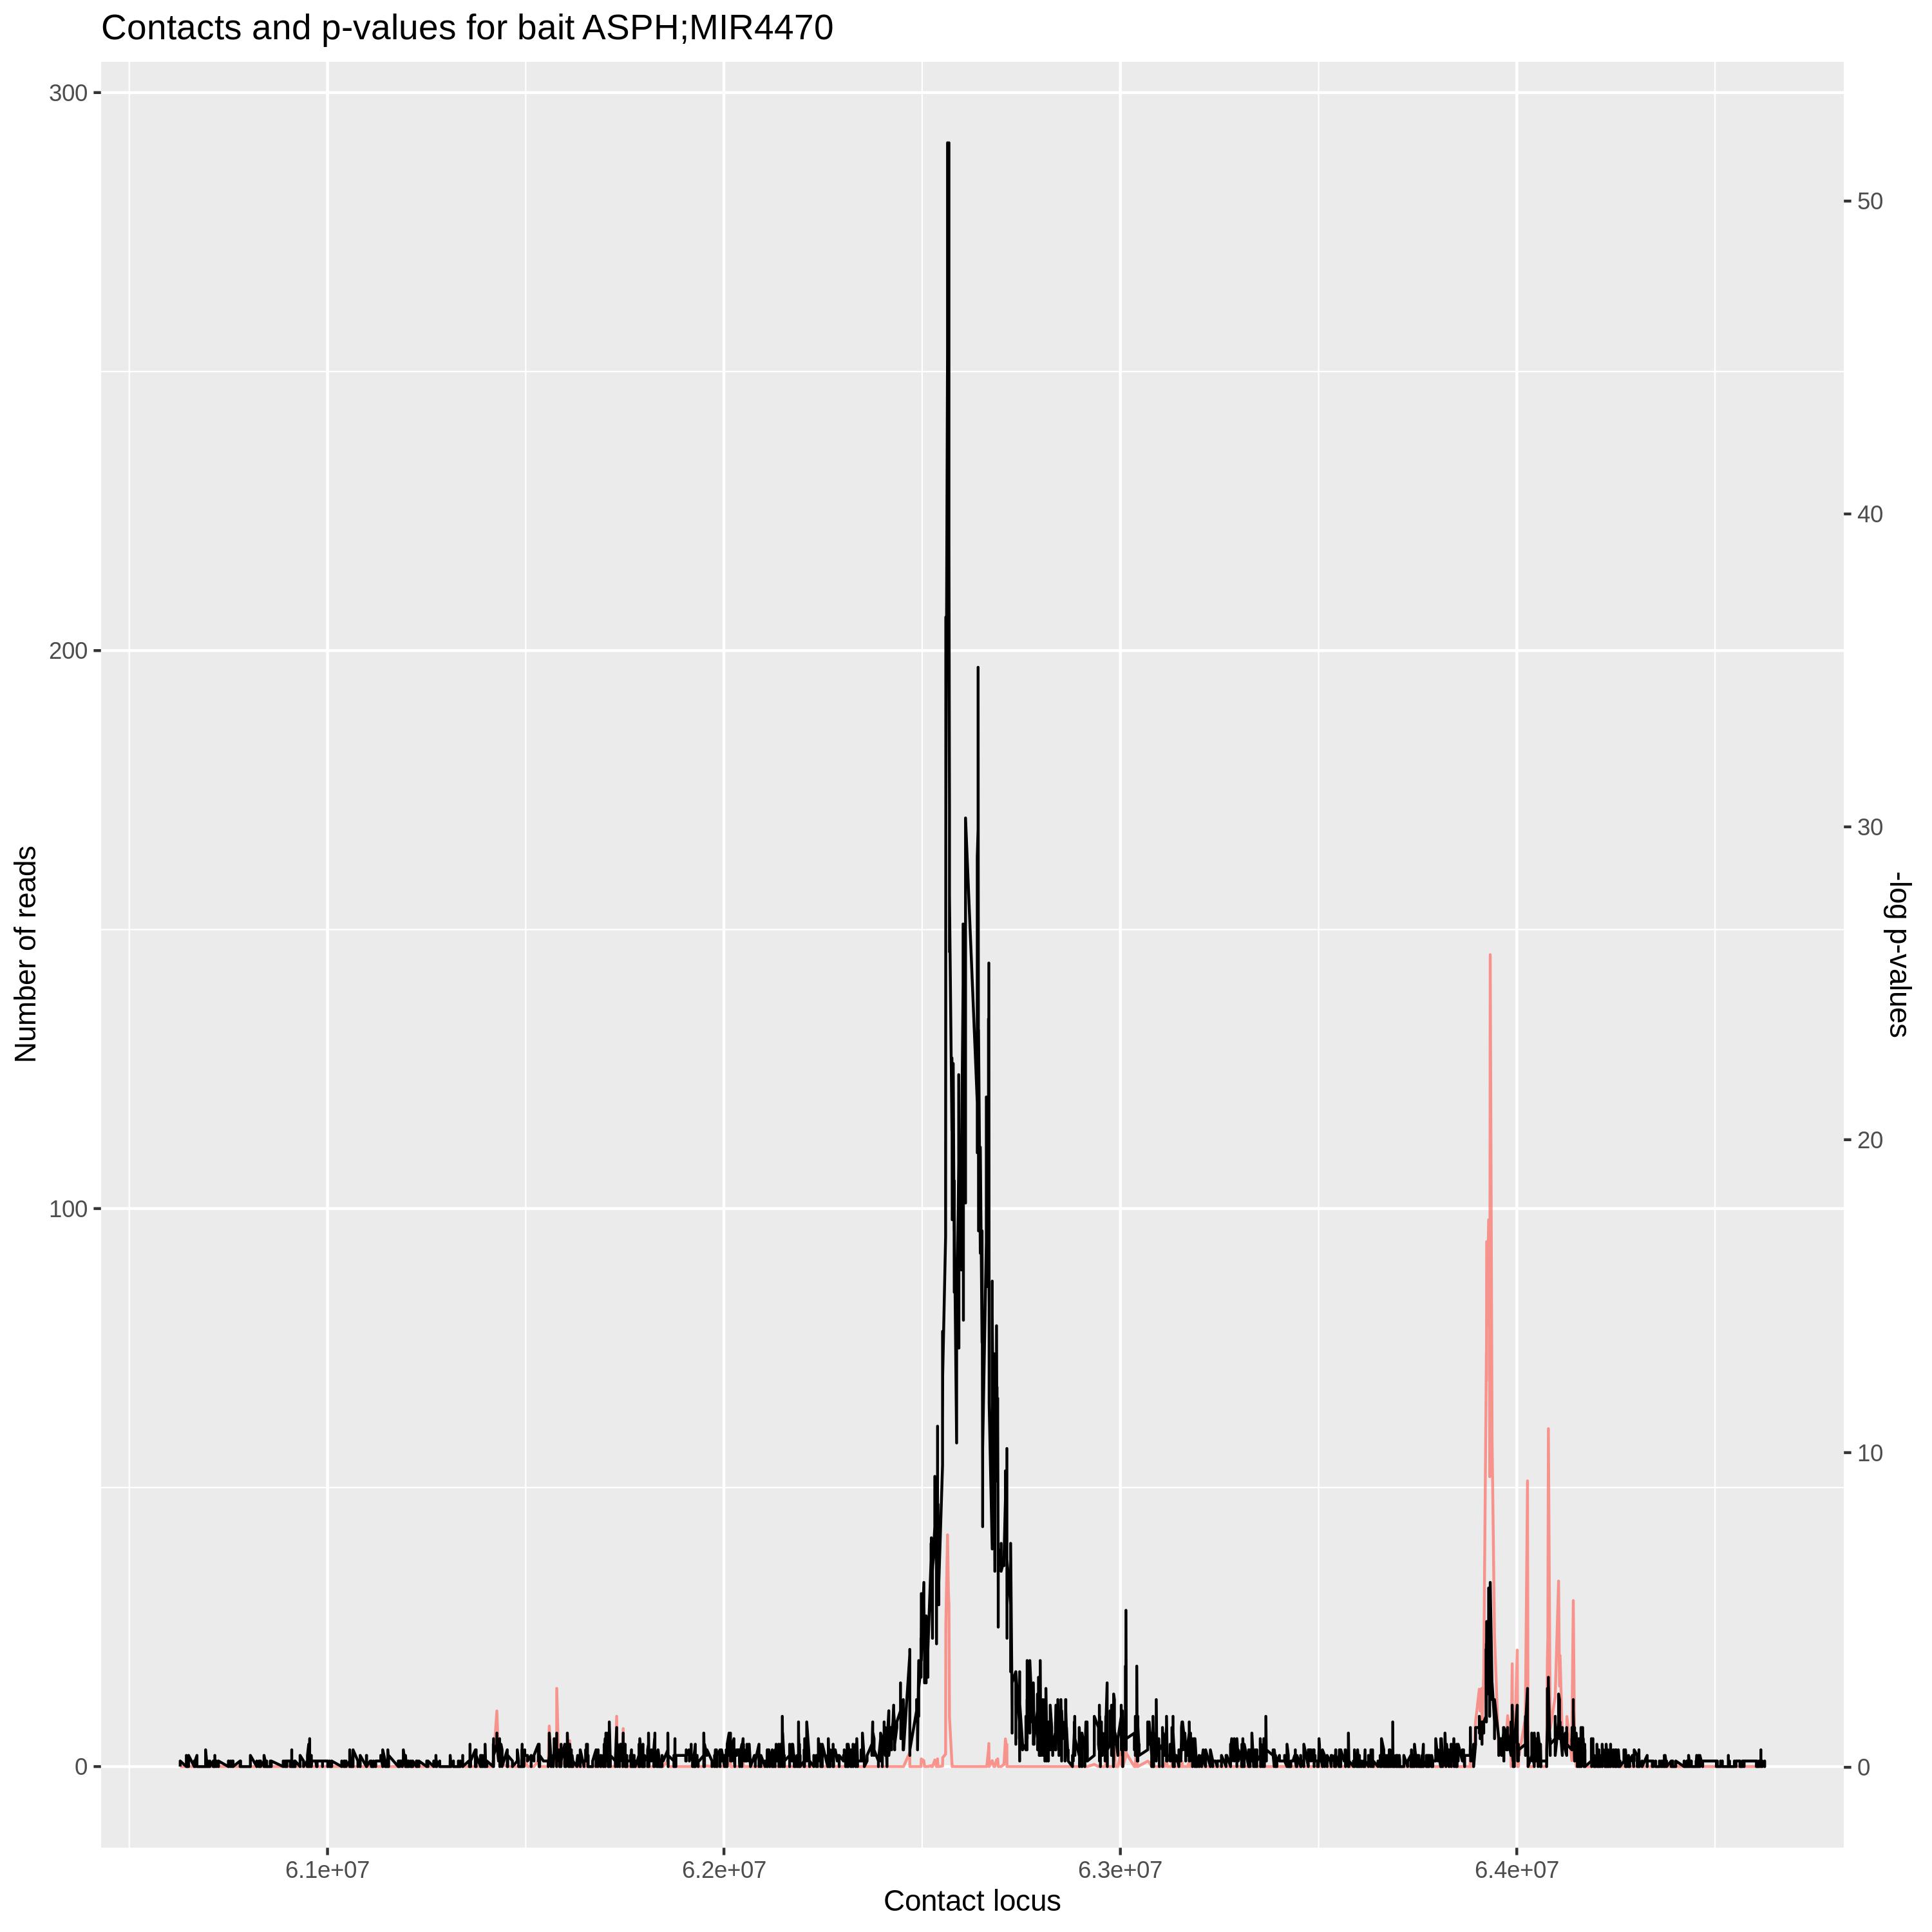 Contacts and p-values for bait ASPH;MIR4470
300
200
100
0
Number of reads
50
40
30
20
10
0
-log p-values
6.1e+07 6.2e+07 6.3e+07 6.4e+07
Contact locus